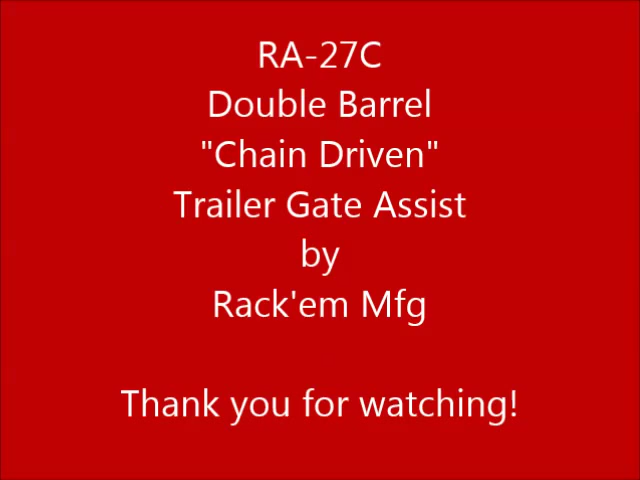 RA-27C
Double Barrel
"Chain Driven"
Trailer Gate Assist
by
Rack'em Mfg
Thank you for watching!